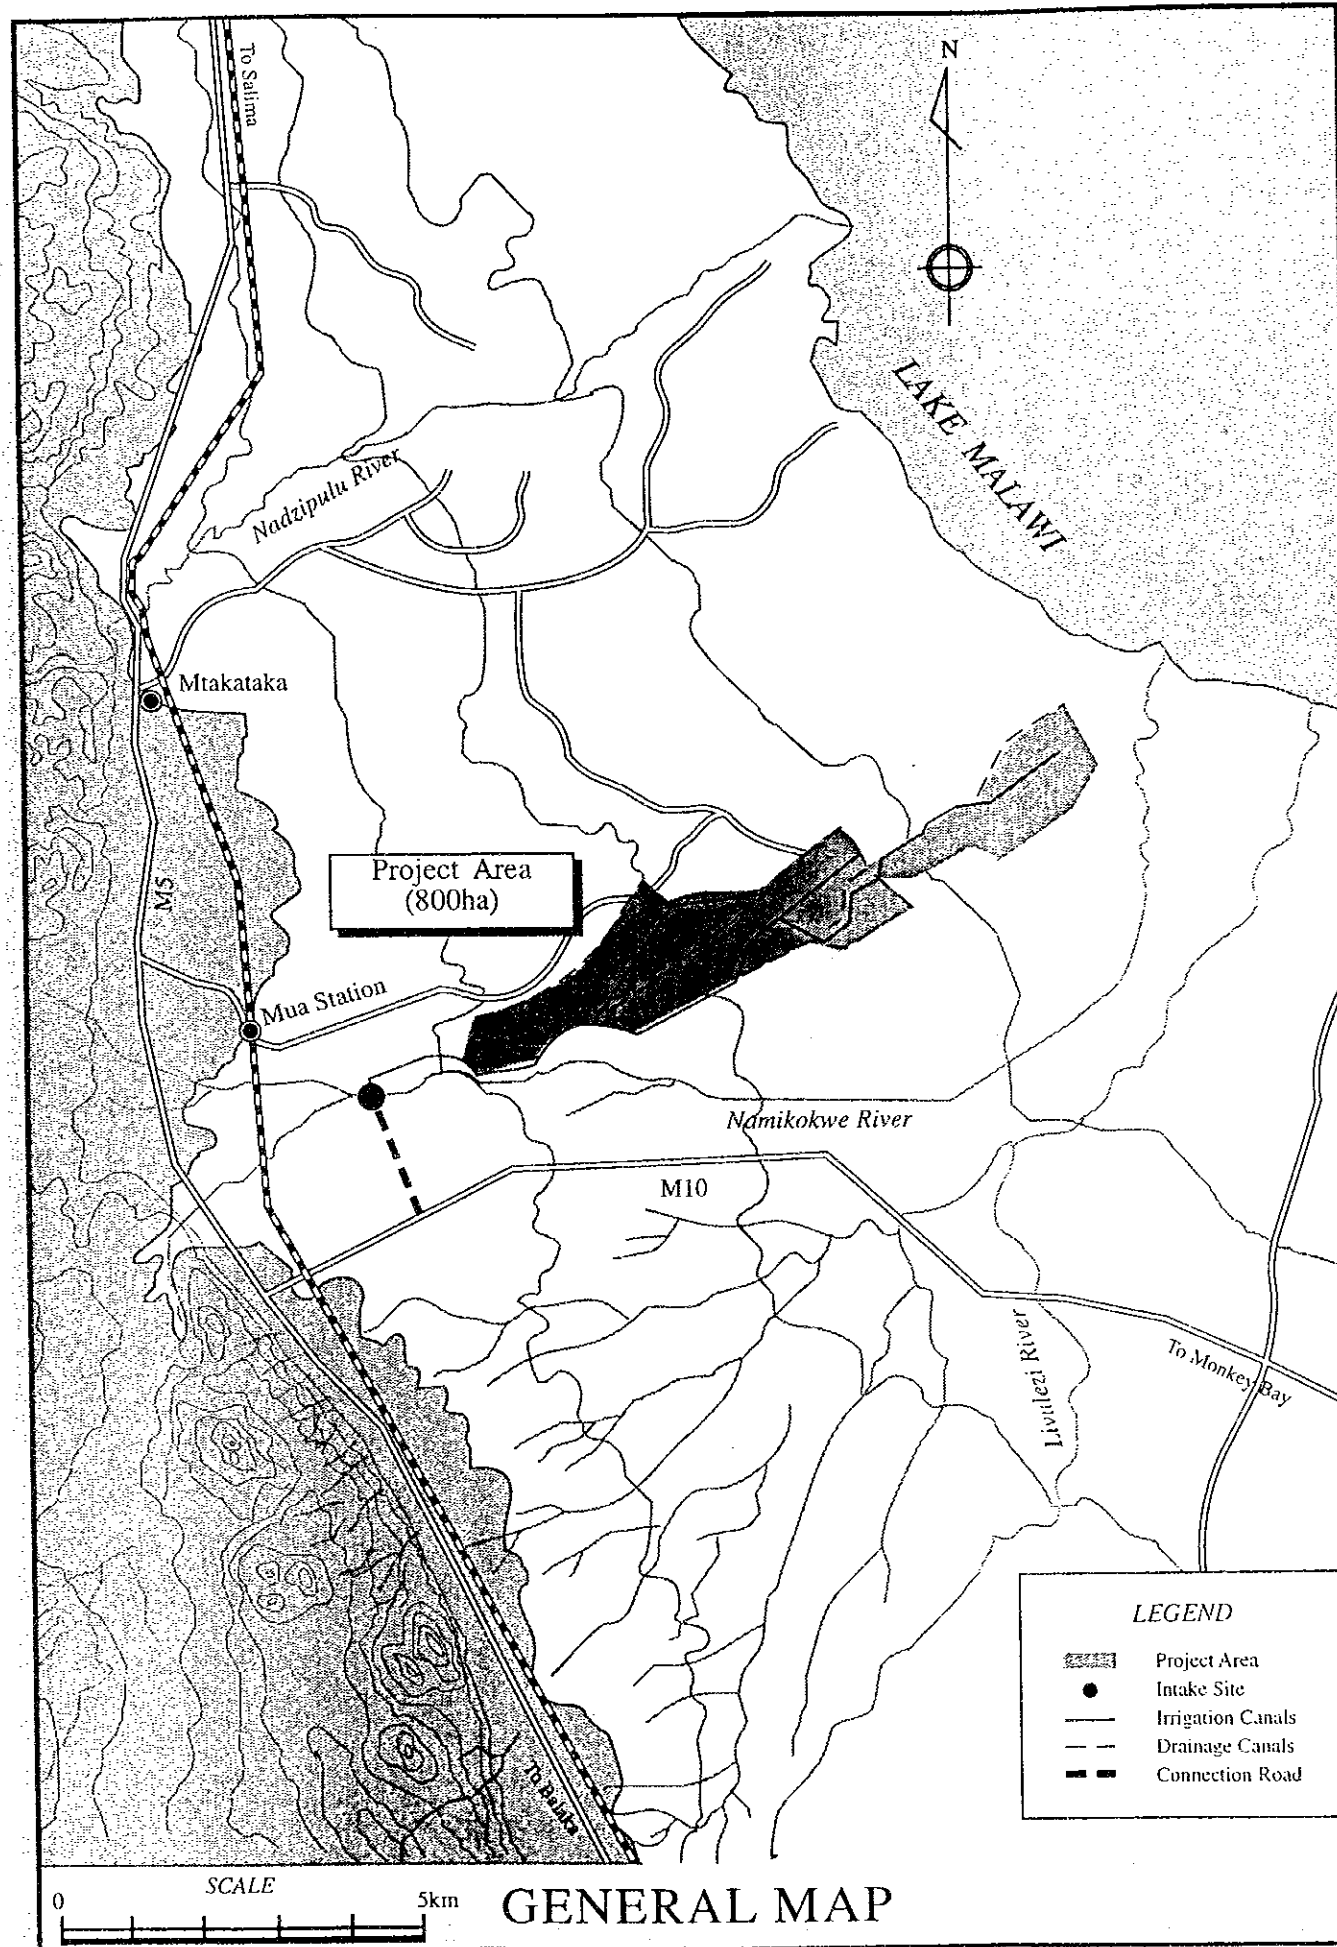 To Salima
N
LAKE MALAWI
Nadzipulu River
Mtakataka
M5
Project Area
(800ha)
Mua Station
Namikokwe River
M10
Livulezi River
To Monkey Bay
To Balaka
LEGEND
Project Area
Intake Site
Irrigation Canals
Drainage Canals
Connection Road
SCALE
0
5km
GENERAL MAP